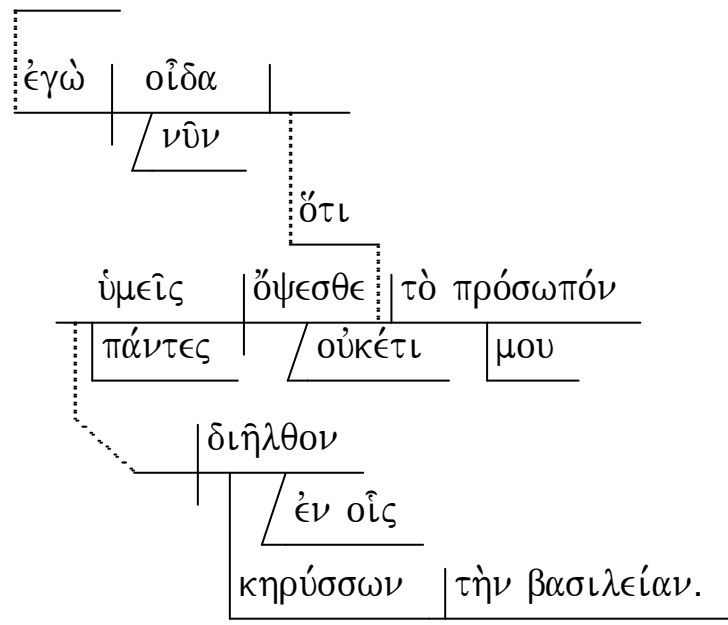 ἐγὼ οἶδα
νῦν
ὅτι
ὑμεῖς ὄψεσθε τὸ πρόσωπόν
πάντες οὐκέτι μου
διῆλθον
ἐν οἷς
κηρύσσων τὴν βασιλείαν.